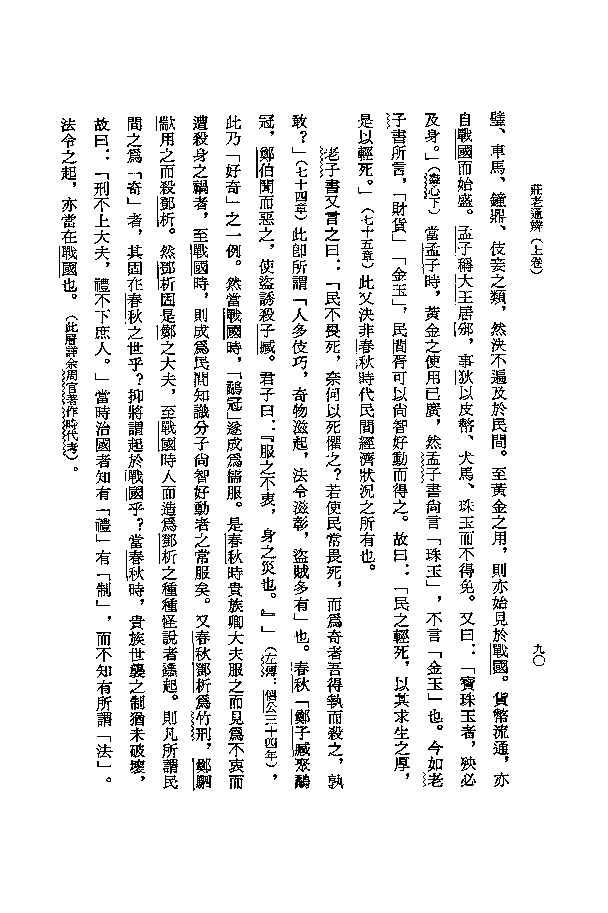 莊老通辨（上卷）
九〇
璧、車馬、鐘鼎、伎妾之類，然決不遍及於民間。至黃金之用，則亦始見於戰國。貨幣流通，亦
自戰國而始盛。孟子稱大王居邠，事狄以皮幣、犬馬、珠玉而不得免。又曰：「寶珠玉者，殃必
及身。」（盡心下）當孟子時，黃金之使用已廣，然孟子書尙言「珠玉」，不言「金玉」也。今如老
子書所言，「財貨」「金玉」，民間胥可以尙智好動而得之。故曰：「民之輕死，以其求生之厚，
是以輕死。」（七十五章）此又決非春秋時代民間經濟狀況之所有也。
老子書又言之曰：「民不畏死，奈何以死懼之？若使民常畏死，而爲奇者吾得執而殺之，孰
敢？」（七十四章）此卽所謂「人多伎巧，奇物滋起，法令滋彰，盜賊多有」也。春秋「鄭子臧聚鷸
冠，鄭伯聞而惡之，使盜誘殺子臧。君子曰：『服之不衷，身之災也。』」（左傳：僖公二十四年），
此乃「好奇」之一例。然當戰國時，「鷸冠」遂成爲儒服。是春秋時貴族卿大夫服之而見爲不衷而
遭殺身之禍者，至戰國時，則成爲民間知識分子尙智好動者之常服矣。又春秋鄧析爲竹刑，鄭駟
歂用之而殺鄧析。然鄧析固是鄭之大夫，至戰國時人而造爲鄧析之種種怪說者蠭起。則凡所謂民
間之爲「奇」者，其固在春秋之世乎？抑將謂起於戰國乎？當春秋時，貴族世襲之制猶未破壞，
故曰：「刑不上大夫，禮不下庶人。」當時治國者知有「禮」有「制」，而不知有所謂「法」。
法令之起，亦當在戰國也。（此層詳余周官著作時代考）。